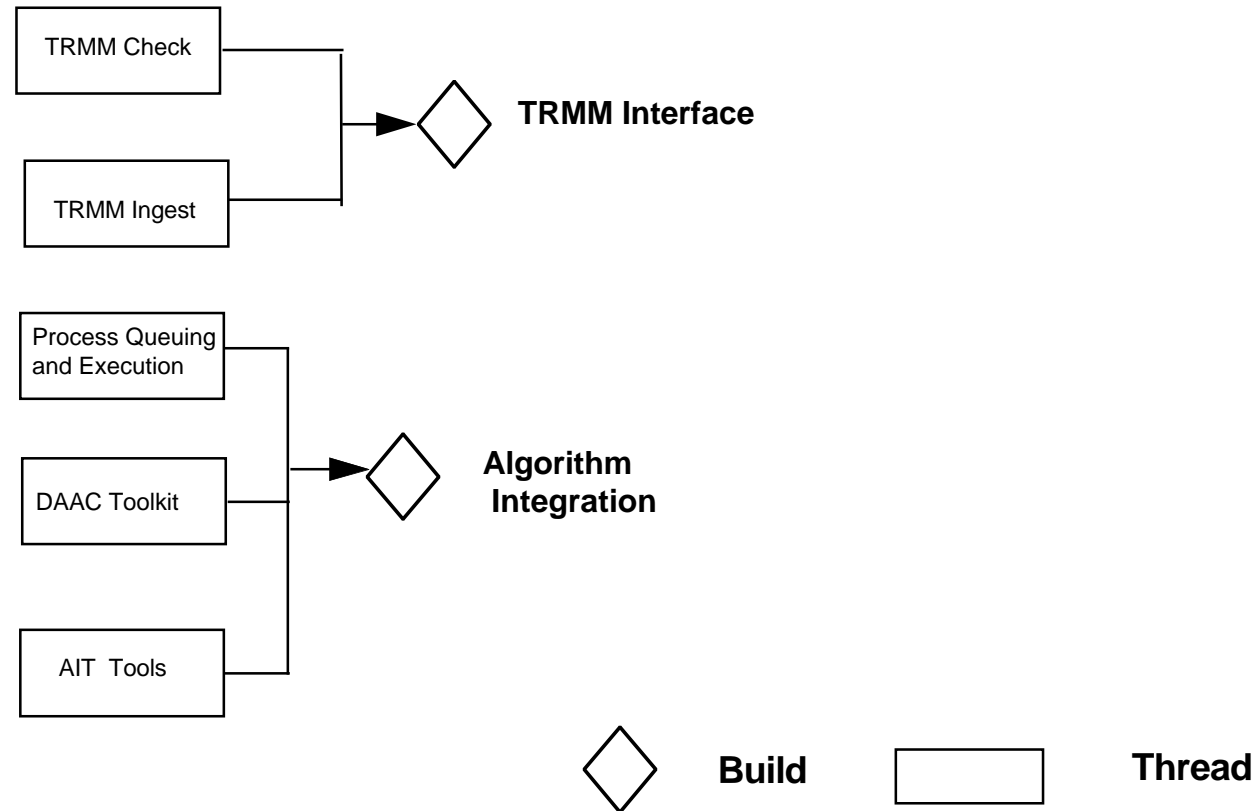 TRMM Check
TRMM Interface
TRMM Ingest
Process Queuing
and Execution
Algorithm
Integration
DAAC Toolkit
AIT Tools
Build
Thread